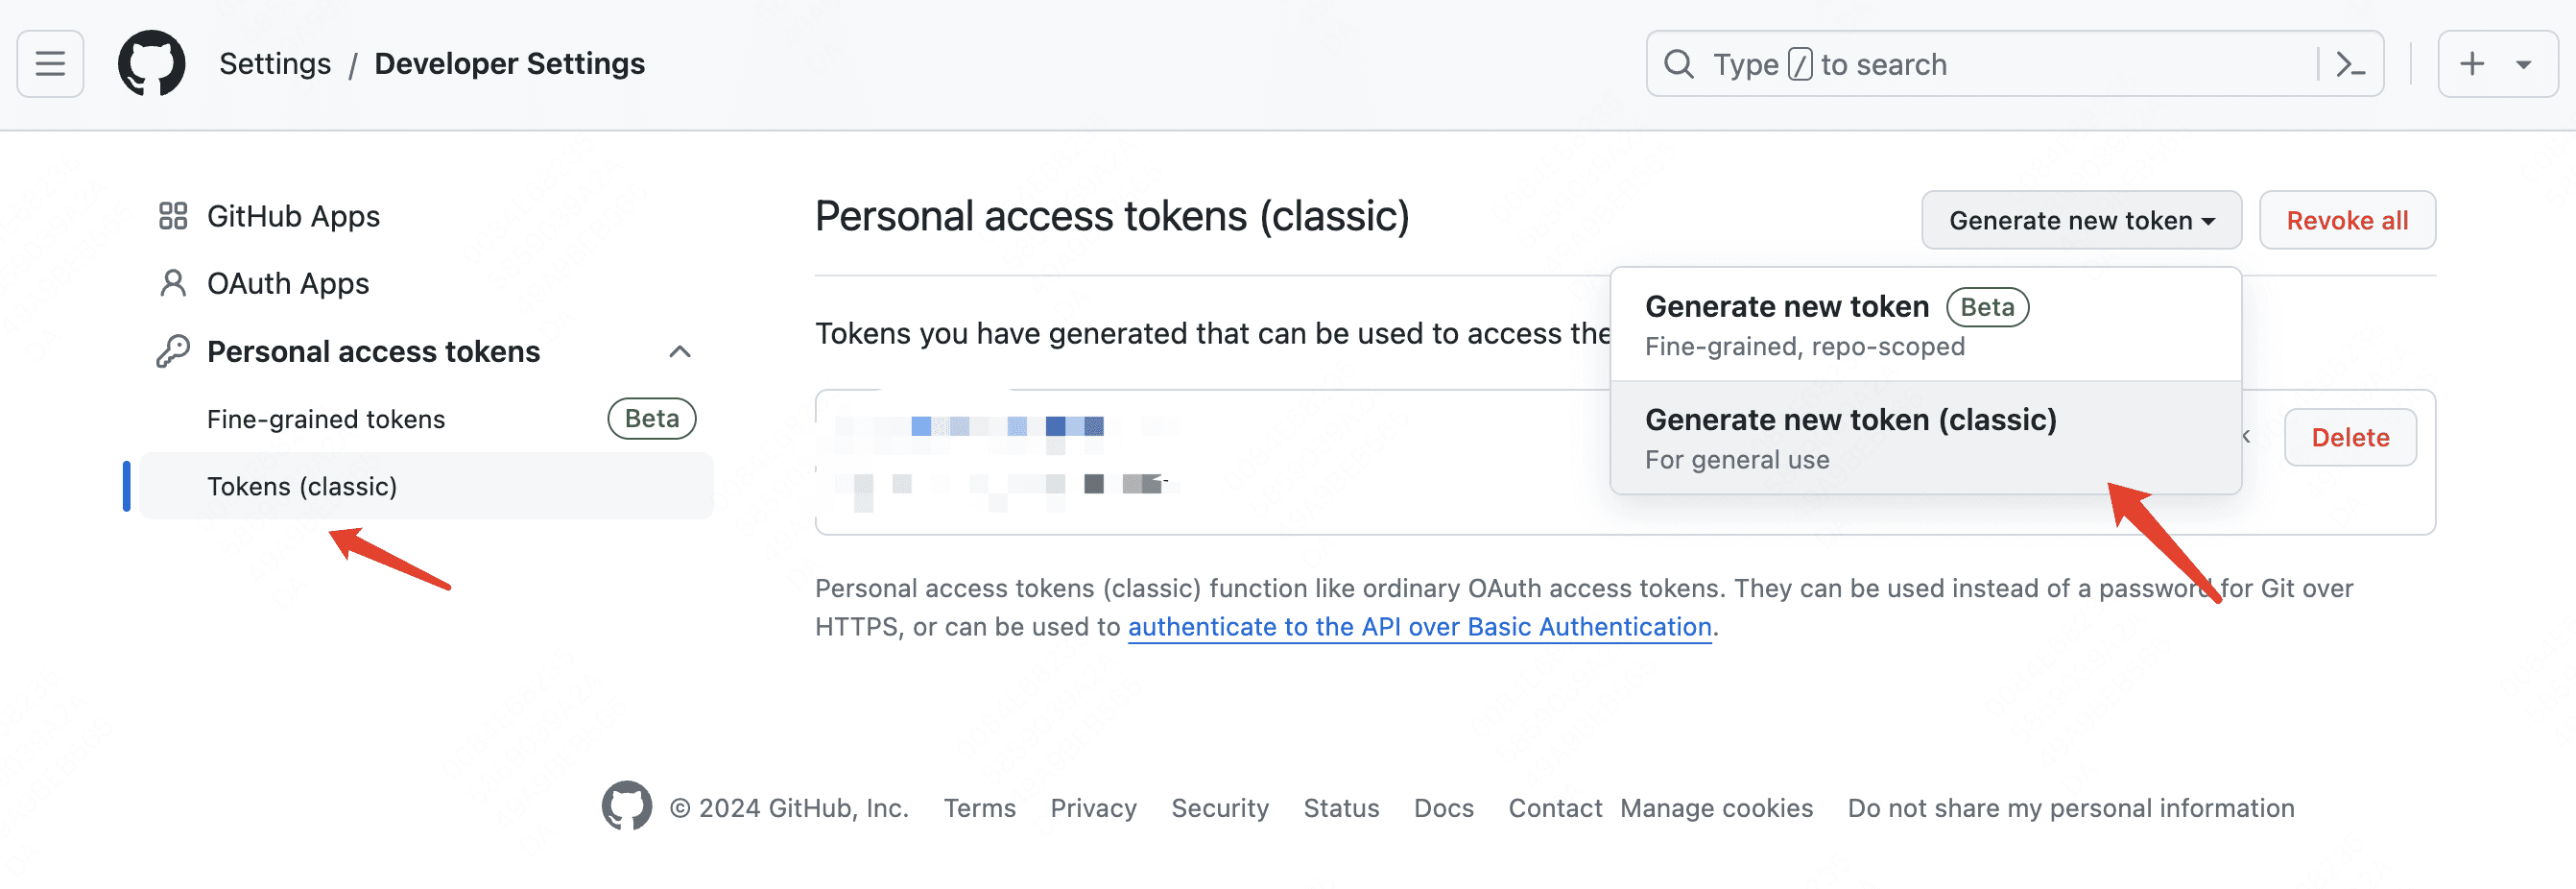 Settings / Developer Settings
Type / to search
GitHub Apps
OAuth Apps
Personal access tokens
Fine-grained tokens Beta
Tokens (classic)
Personal access tokens (classic)
Generate new token
Revoke all
Generate new token Beta
Fine-grained, repo-scoped
Generate new token (classic)
For general use
Tokens you have generated that can be used to access the
Delete
Personal access tokens (classic) function like ordinary OAuth access tokens. They can be used instead of a password for Git over
HTTPS, or can be used to authenticate to the API over Basic Authentication.
© 2024 GitHub, Inc. Terms Privacy Security Status Docs Contact Manage cookies Do not share my personal information